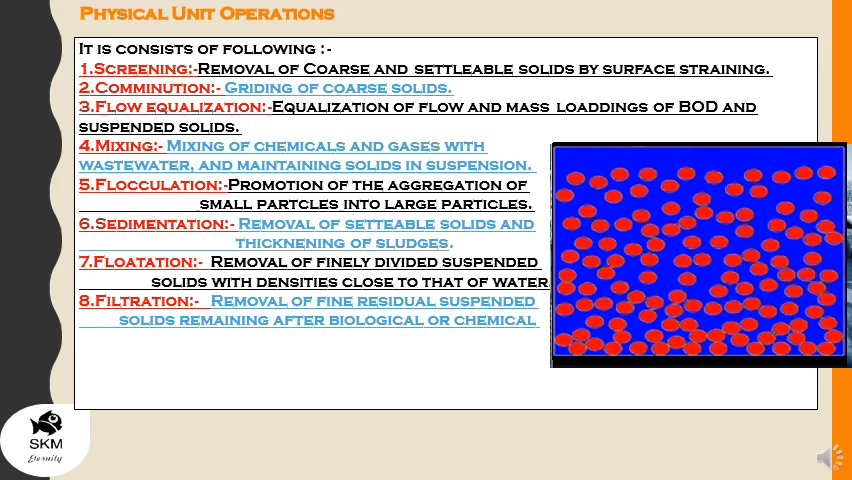 Physical Unit Operations
It is consists of following :-
1.Screening:-Removal of Coarse and settleable solids by surface straining.
2.Comminution:- Griding of coarse solids.
3.Flow equalization:-Equalization of flow and mass loaddings of BOD and
suspended solids.
4.Mixing:- Mixing of chemicals and gases with
wastewater, and maintaining solids in suspension.
5.Flocculation:-Promotion of the aggregation of
small partcles into large particles.
6.Sedimentation:- Removal of setteable solids and
thicknening of sludges.
7.Floatation:- Removal of finely divided suspended
solids with densities close to that of water
8.Filtration:- Removal of fine residual suspended
solids remaining after biological or chemical
SKM
Eternity